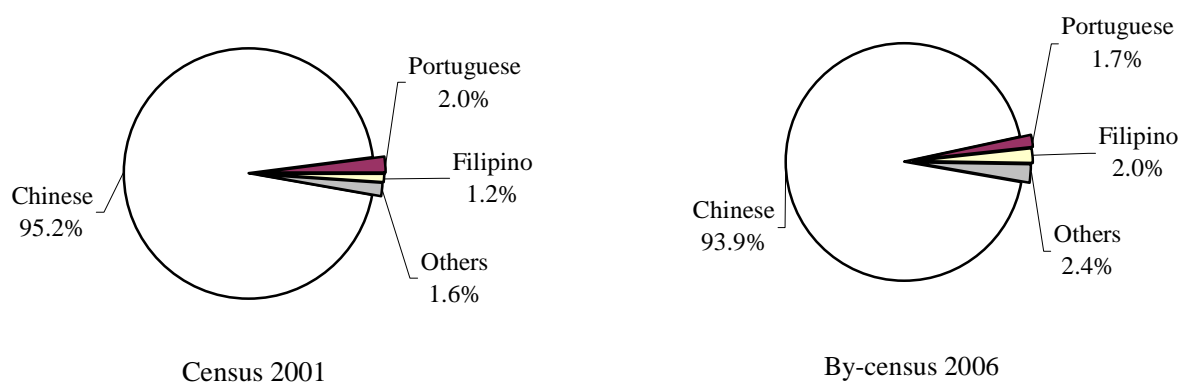 Portuguese
2.0%
Filipino
1.2%
Chinese
95.2%
Others
1.6%
Census 2001
Portuguese
1.7%
Filipino
2.0%
Chinese
93.9%
Others
2.4%
By-census 2006